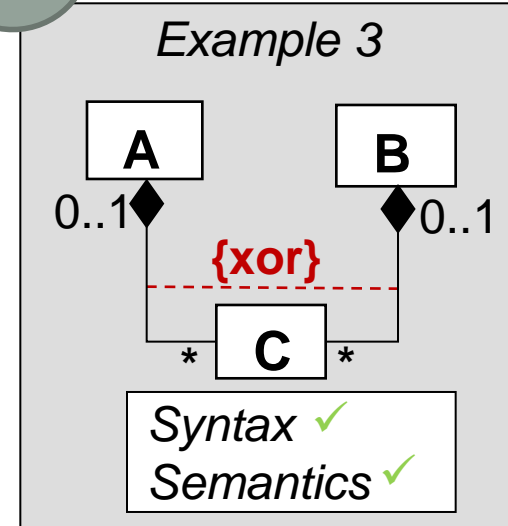 Example 3
A B
0..1 0..1
{xor}
* C *
Syntax ✓
Semantics ✓